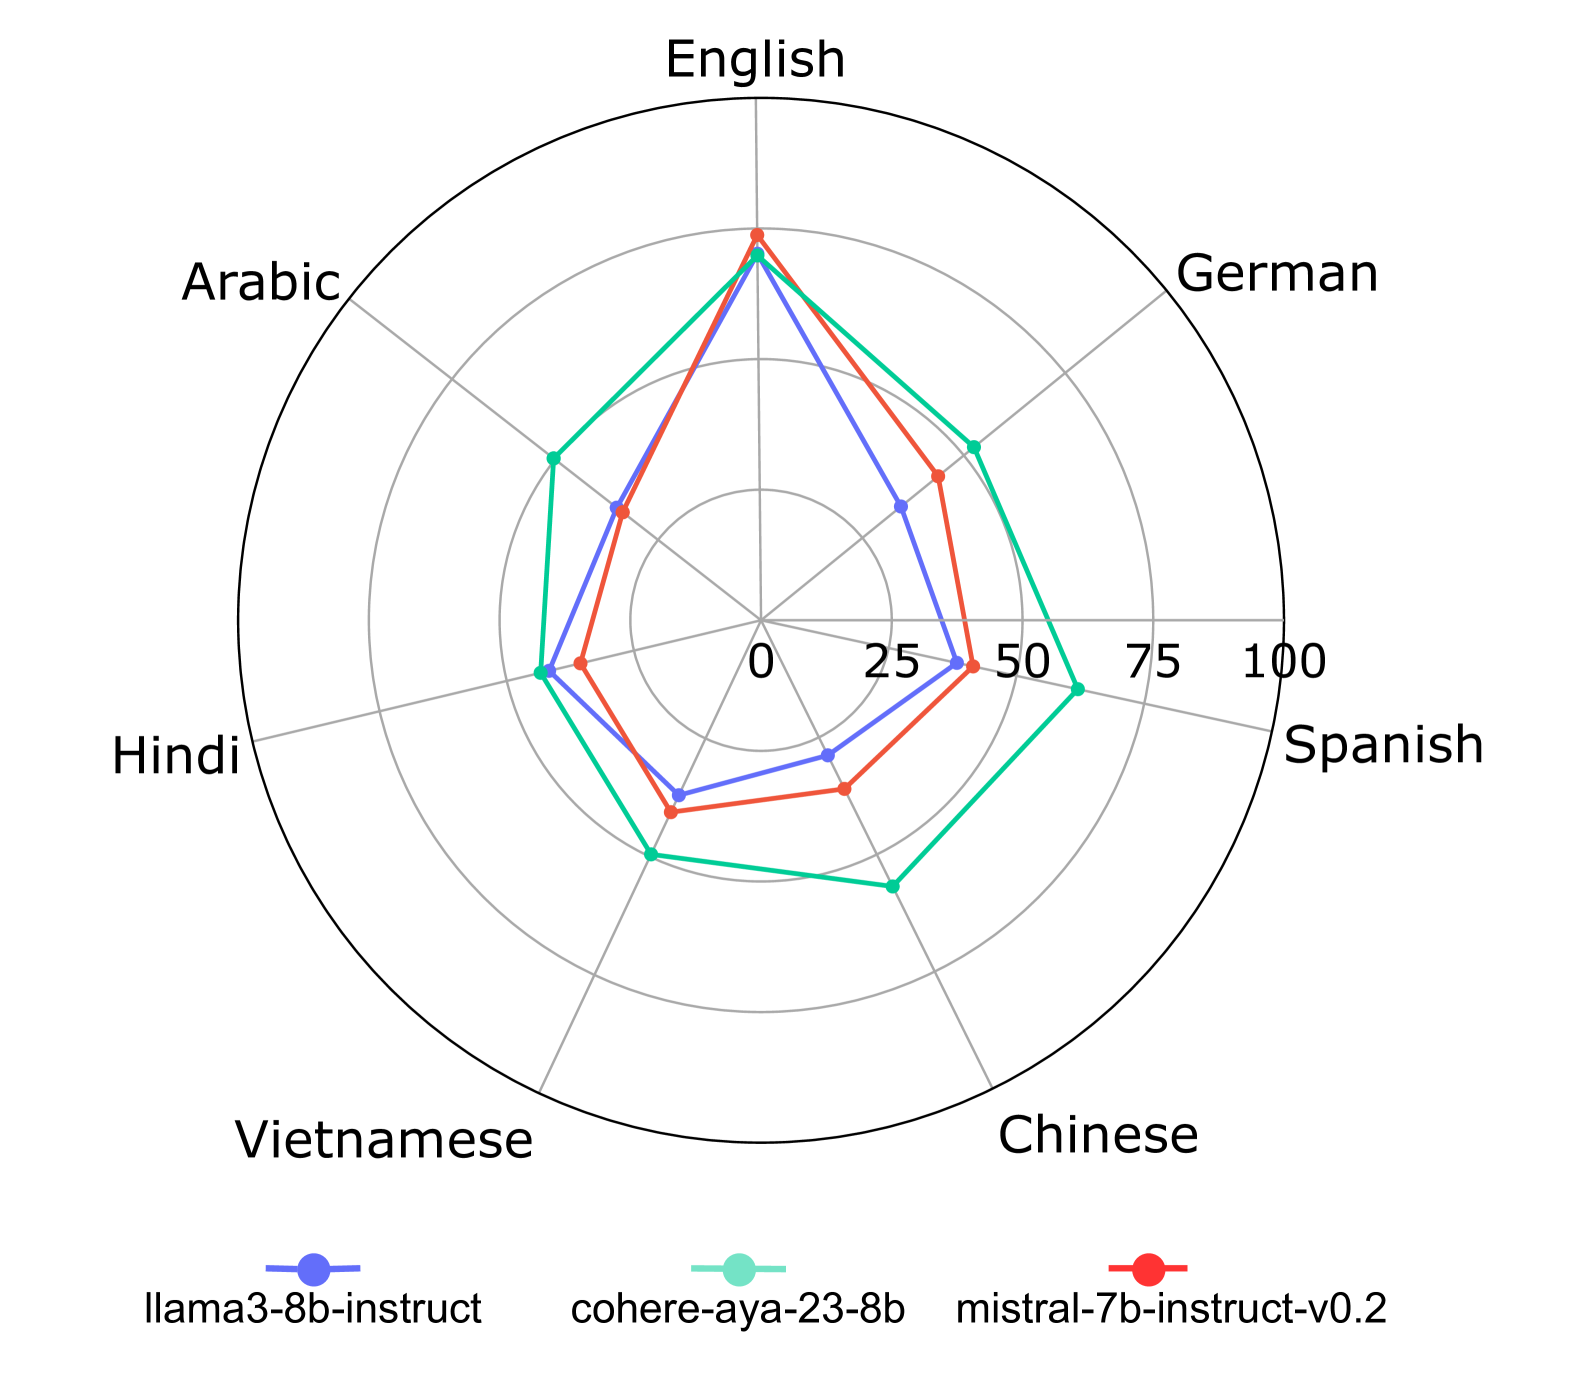 English
Arabic
German
0 25 50 75 100
Hindi
Spanish
Vietnamese
Chinese
llama3-8b-instruct
cohere-aya-23-8b
mistral-7b-instruct-v0.2